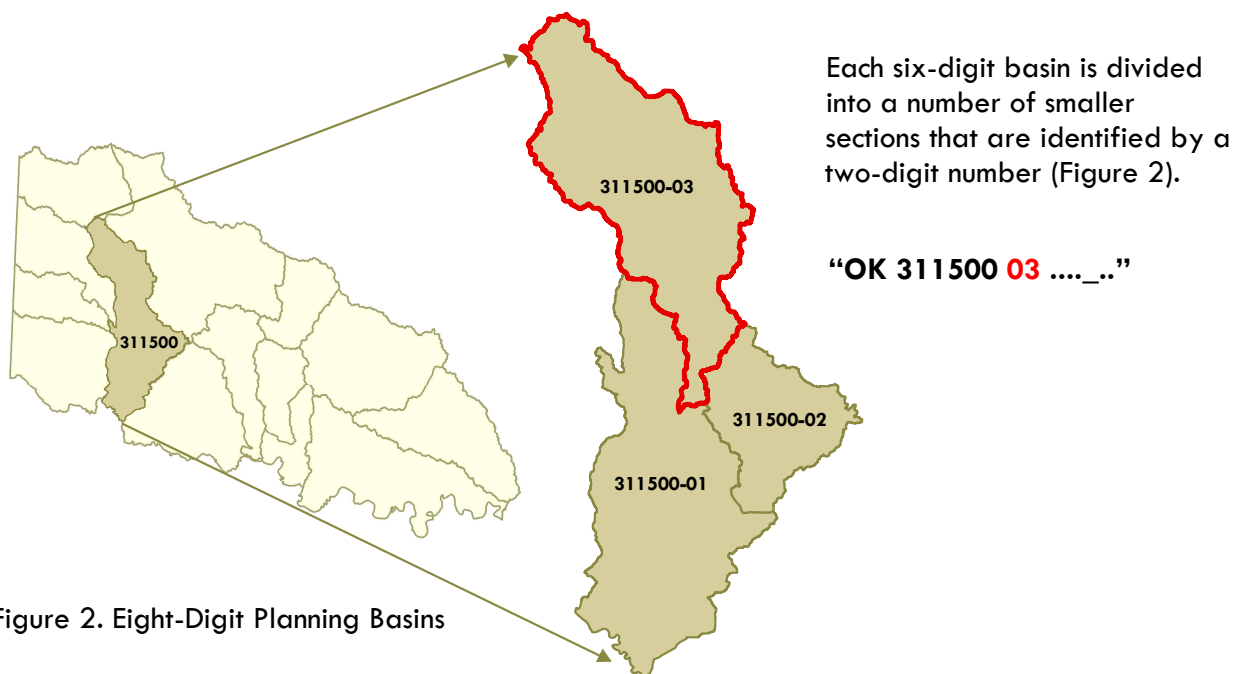 Each six-digit basin is divided
into a number of smaller
sections that are identified by a
two-digit number (Figure 2).
“OK 311500 03 ...._..”
311500-03
311500
311500-02
311500-01
igure 2. Eight-Digit Planning Basins